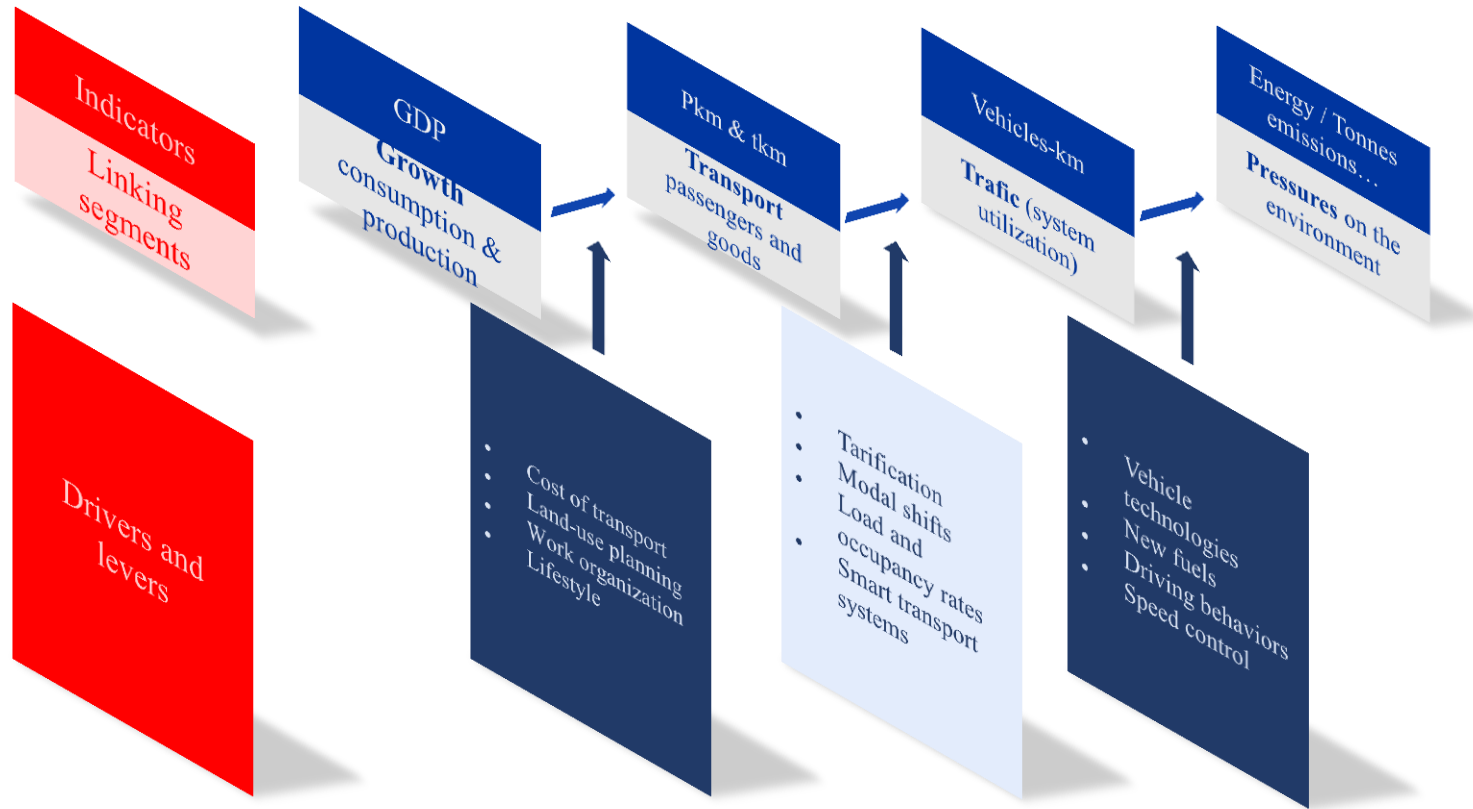 Indicators
Linking
segments
GDP
Growth
consumption &
production
Pkm & tkm
Transport
passengers and
goods
Vehicles-km
Trafic (system
utilization)
Energy / Tonnes
emissions…
Pressures on the
environment
Drivers and
levers
• Cost of transport
• Land-use planning
• Work organization
• Lifestyle
• Tarification
• Modal shifts
• Load and
occupancy rates
• Smart transport
systems
• Vehicle
technologies
• New fuels
• Driving behaviors
• Speed control